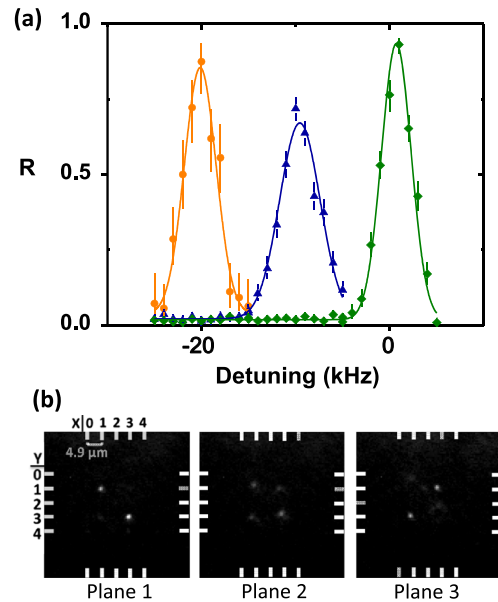 (a)
1.0
0.5
0.0
R
-20
0
Detuning (kHz)
(b)
X 0 1 2 3 4
4.9 μm
Y
0
1
2
3
4
Plane 1
Plane 2
Plane 3